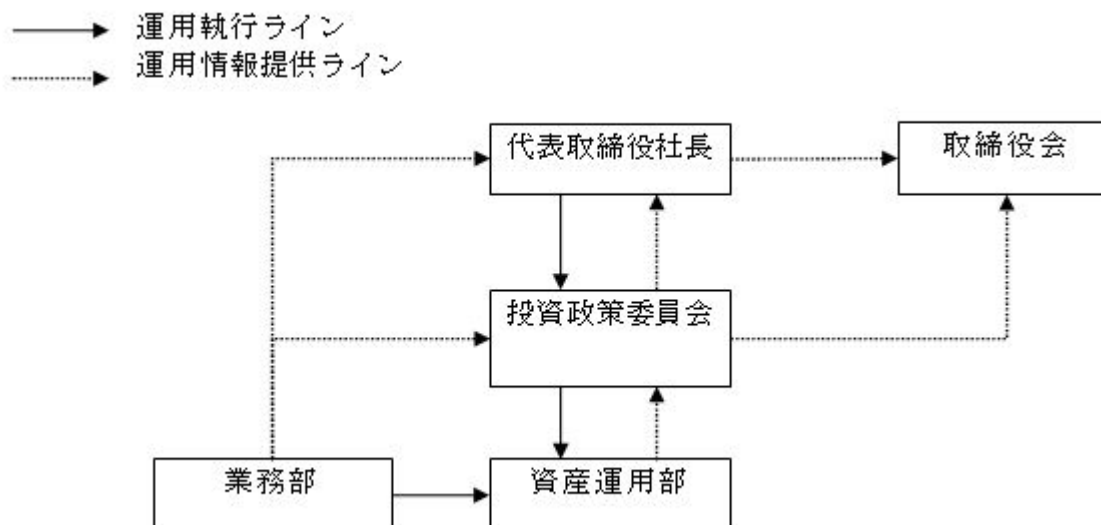 運用執行ライン
運用情報提供ライン
代表取締役社長
取締役会
投資政策委員会
業務部
資産運用部